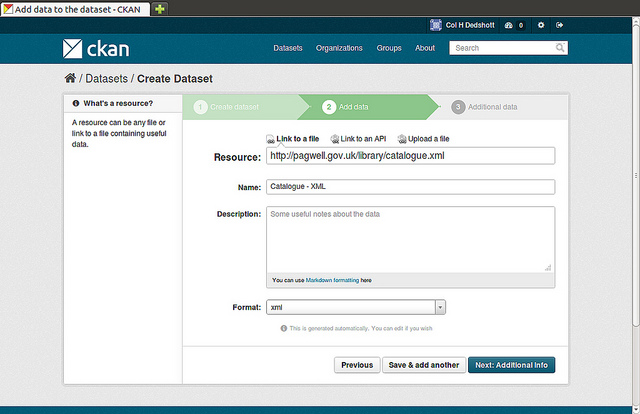 Add data to the dataset - CKAN
Col H Dedshott 0
ckan
Datasets Organizations Groups About Search
/ Datasets / Create Dataset
What's a resource?
A resource can be any file or
link to a file containing useful
data.
1 Create dataset 2 Add data 3 Additional data
Link to a file Link to an API Upload a file
Resource: http://pagwell.gov.uk/library/catalogue.xml
Name: Catalogue - XML
Description: Some useful notes about the data
You can use Markdown formatting here
Format: xml
This is generated automatically. You can edit if you wish
Previous Save & add another Next: Additional Info